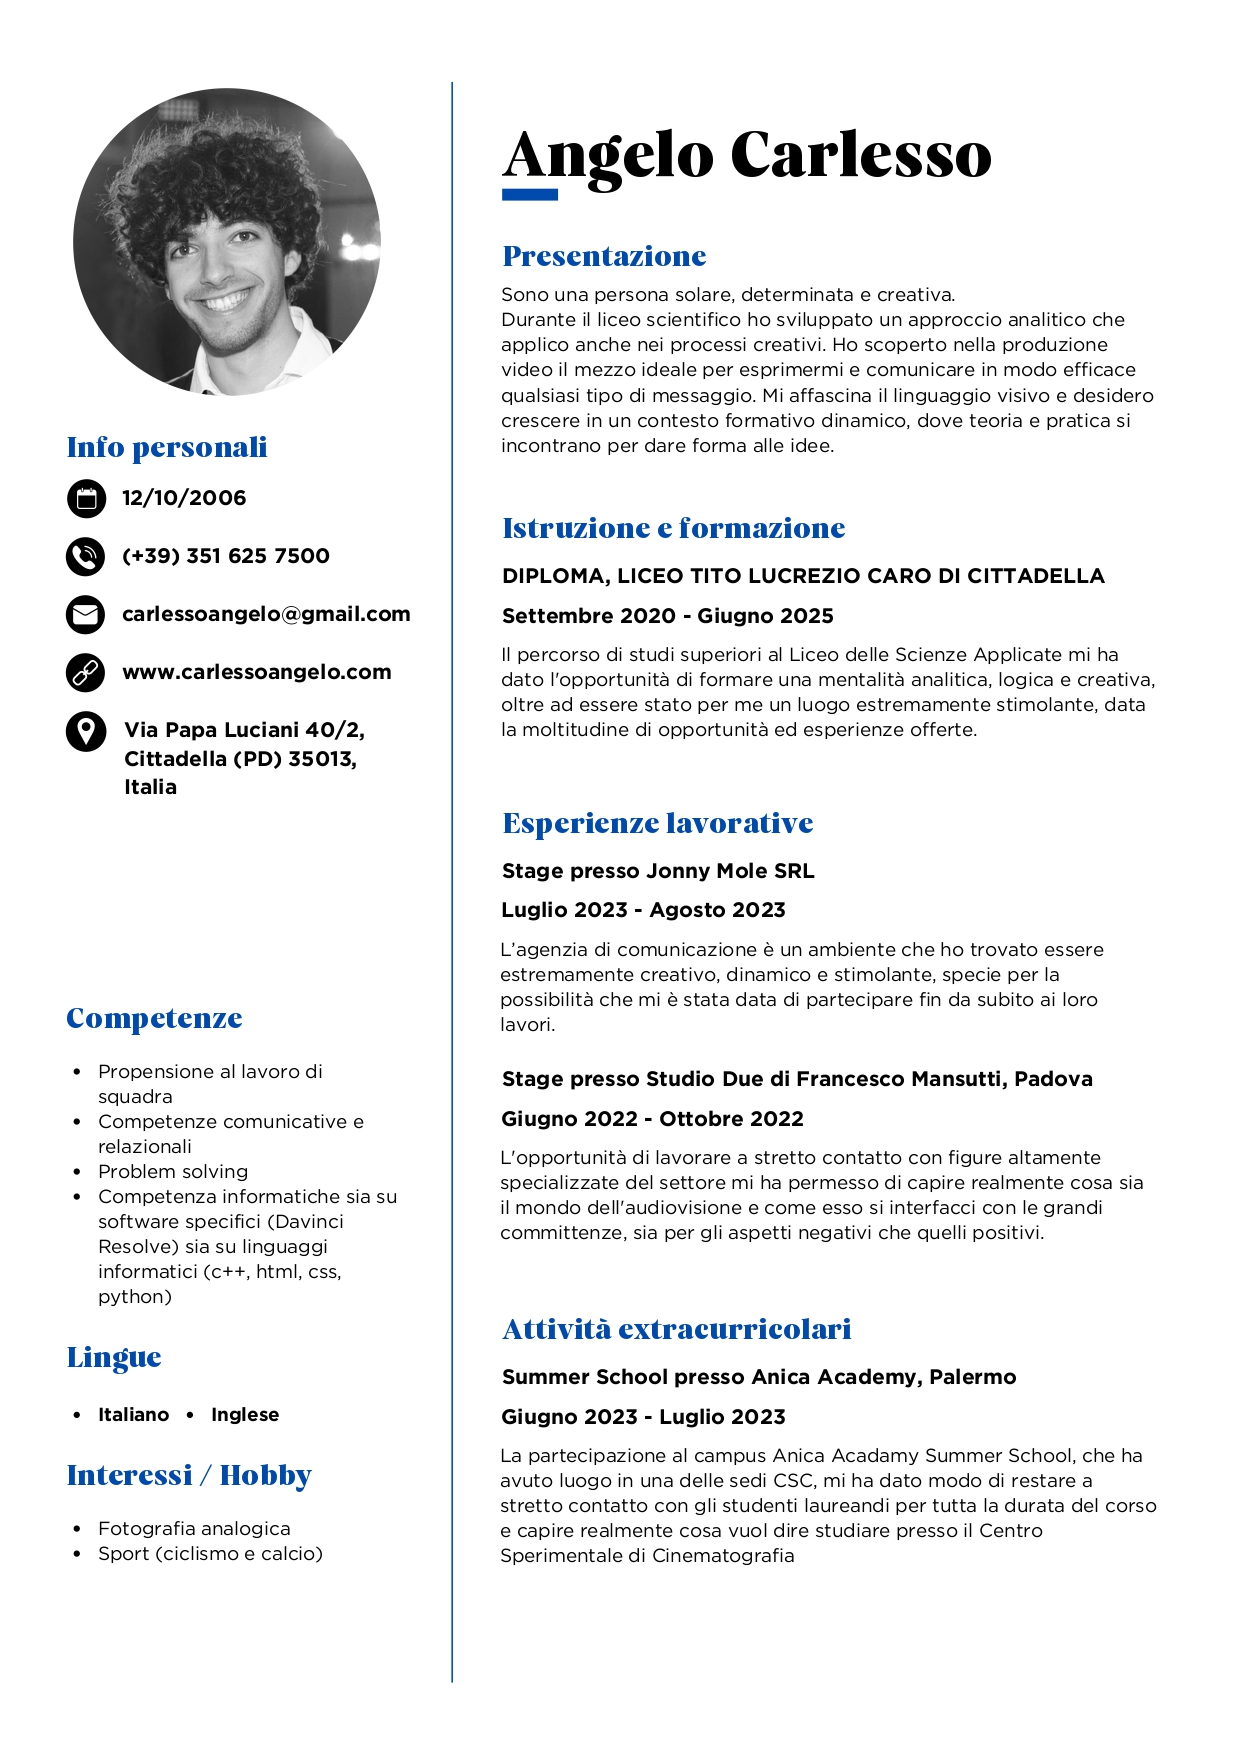 Angelo Carlesso
Info personali
12/10/2006
(+39) 351 625 7500
carlessoangelo@gmail.com
www.carlessoangelo.com
Via Papa Luciani 40/2,
Cittadella (PD) 35013,
Italia
Competenze
• Propensione al lavoro di
squadra
• Competenze comunicative e
relazionali
• Problem solving
• Competenza informatiche sia su
software specifici (Davinci
Resolve) sia su linguaggi
informatici (c++, html, css,
python)
Lingue
• Italiano • Inglese
Interessi / Hobby
• Fotografia analogica
• Sport (ciclismo e calcio)
Presentazione
Sono una persona solare, determinata e creativa.
Durante il liceo scientifico ho sviluppato un approccio analitico che
applico anche nei processi creativi. Ho scoperto nella produzione
video il mezzo ideale per esprimermi e comunicare in modo efficace
qualsiasi tipo di messaggio. Mi affascina il linguaggio visivo e desidero
crescere in un contesto formativo dinamico, dove teoria e pratica si
incontrano per dare forma alle idee.
Istruzione e formazione
DIPLOMA, LICEO TITO LUCREZIO CARO DI CITTADELLA
Settembre 2020 - Giugno 2025
Il percorso di studi superiori al Liceo delle Scienze Applicate mi ha
dato l'opportunità di formare una mentalità analitica, logica e creativa,
oltre ad essere stato per me un luogo estremamente stimolante, data
la moltitudine di opportunità ed esperienze offerte.
Esperienze lavorative
Stage presso Jonny Mole SRL
Luglio 2023 - Agosto 2023
L’agenzia di comunicazione è un ambiente che ho trovato essere
estremamente creativo, dinamico e stimolante, specie per la
possibilità che mi è stata data di partecipare fin da subito ai loro
lavori.
Stage presso Studio Due di Francesco Mansutti, Padova
Giugno 2022 - Ottobre 2022
L'opportunità di lavorare a stretto contatto con figure altamente
specializzate del settore mi ha permesso di capire realmente cosa sia
il mondo dell'audiovisione e come esso si interfacci con le grandi
committenze, sia per gli aspetti negativi che quelli positivi.
Attività extracurricolari
Summer School presso Anica Academy, Palermo
Giugno 2023 - Luglio 2023
La partecipazione al campus Anica Acadamy Summer School, che ha
avuto luogo in una delle sedi CSC, mi ha dato modo di restare a
stretto contatto con gli studenti laureandi per tutta la durata del corso
e capire realmente cosa vuol dire studiare presso il Centro
Sperimentale di Cinematografia